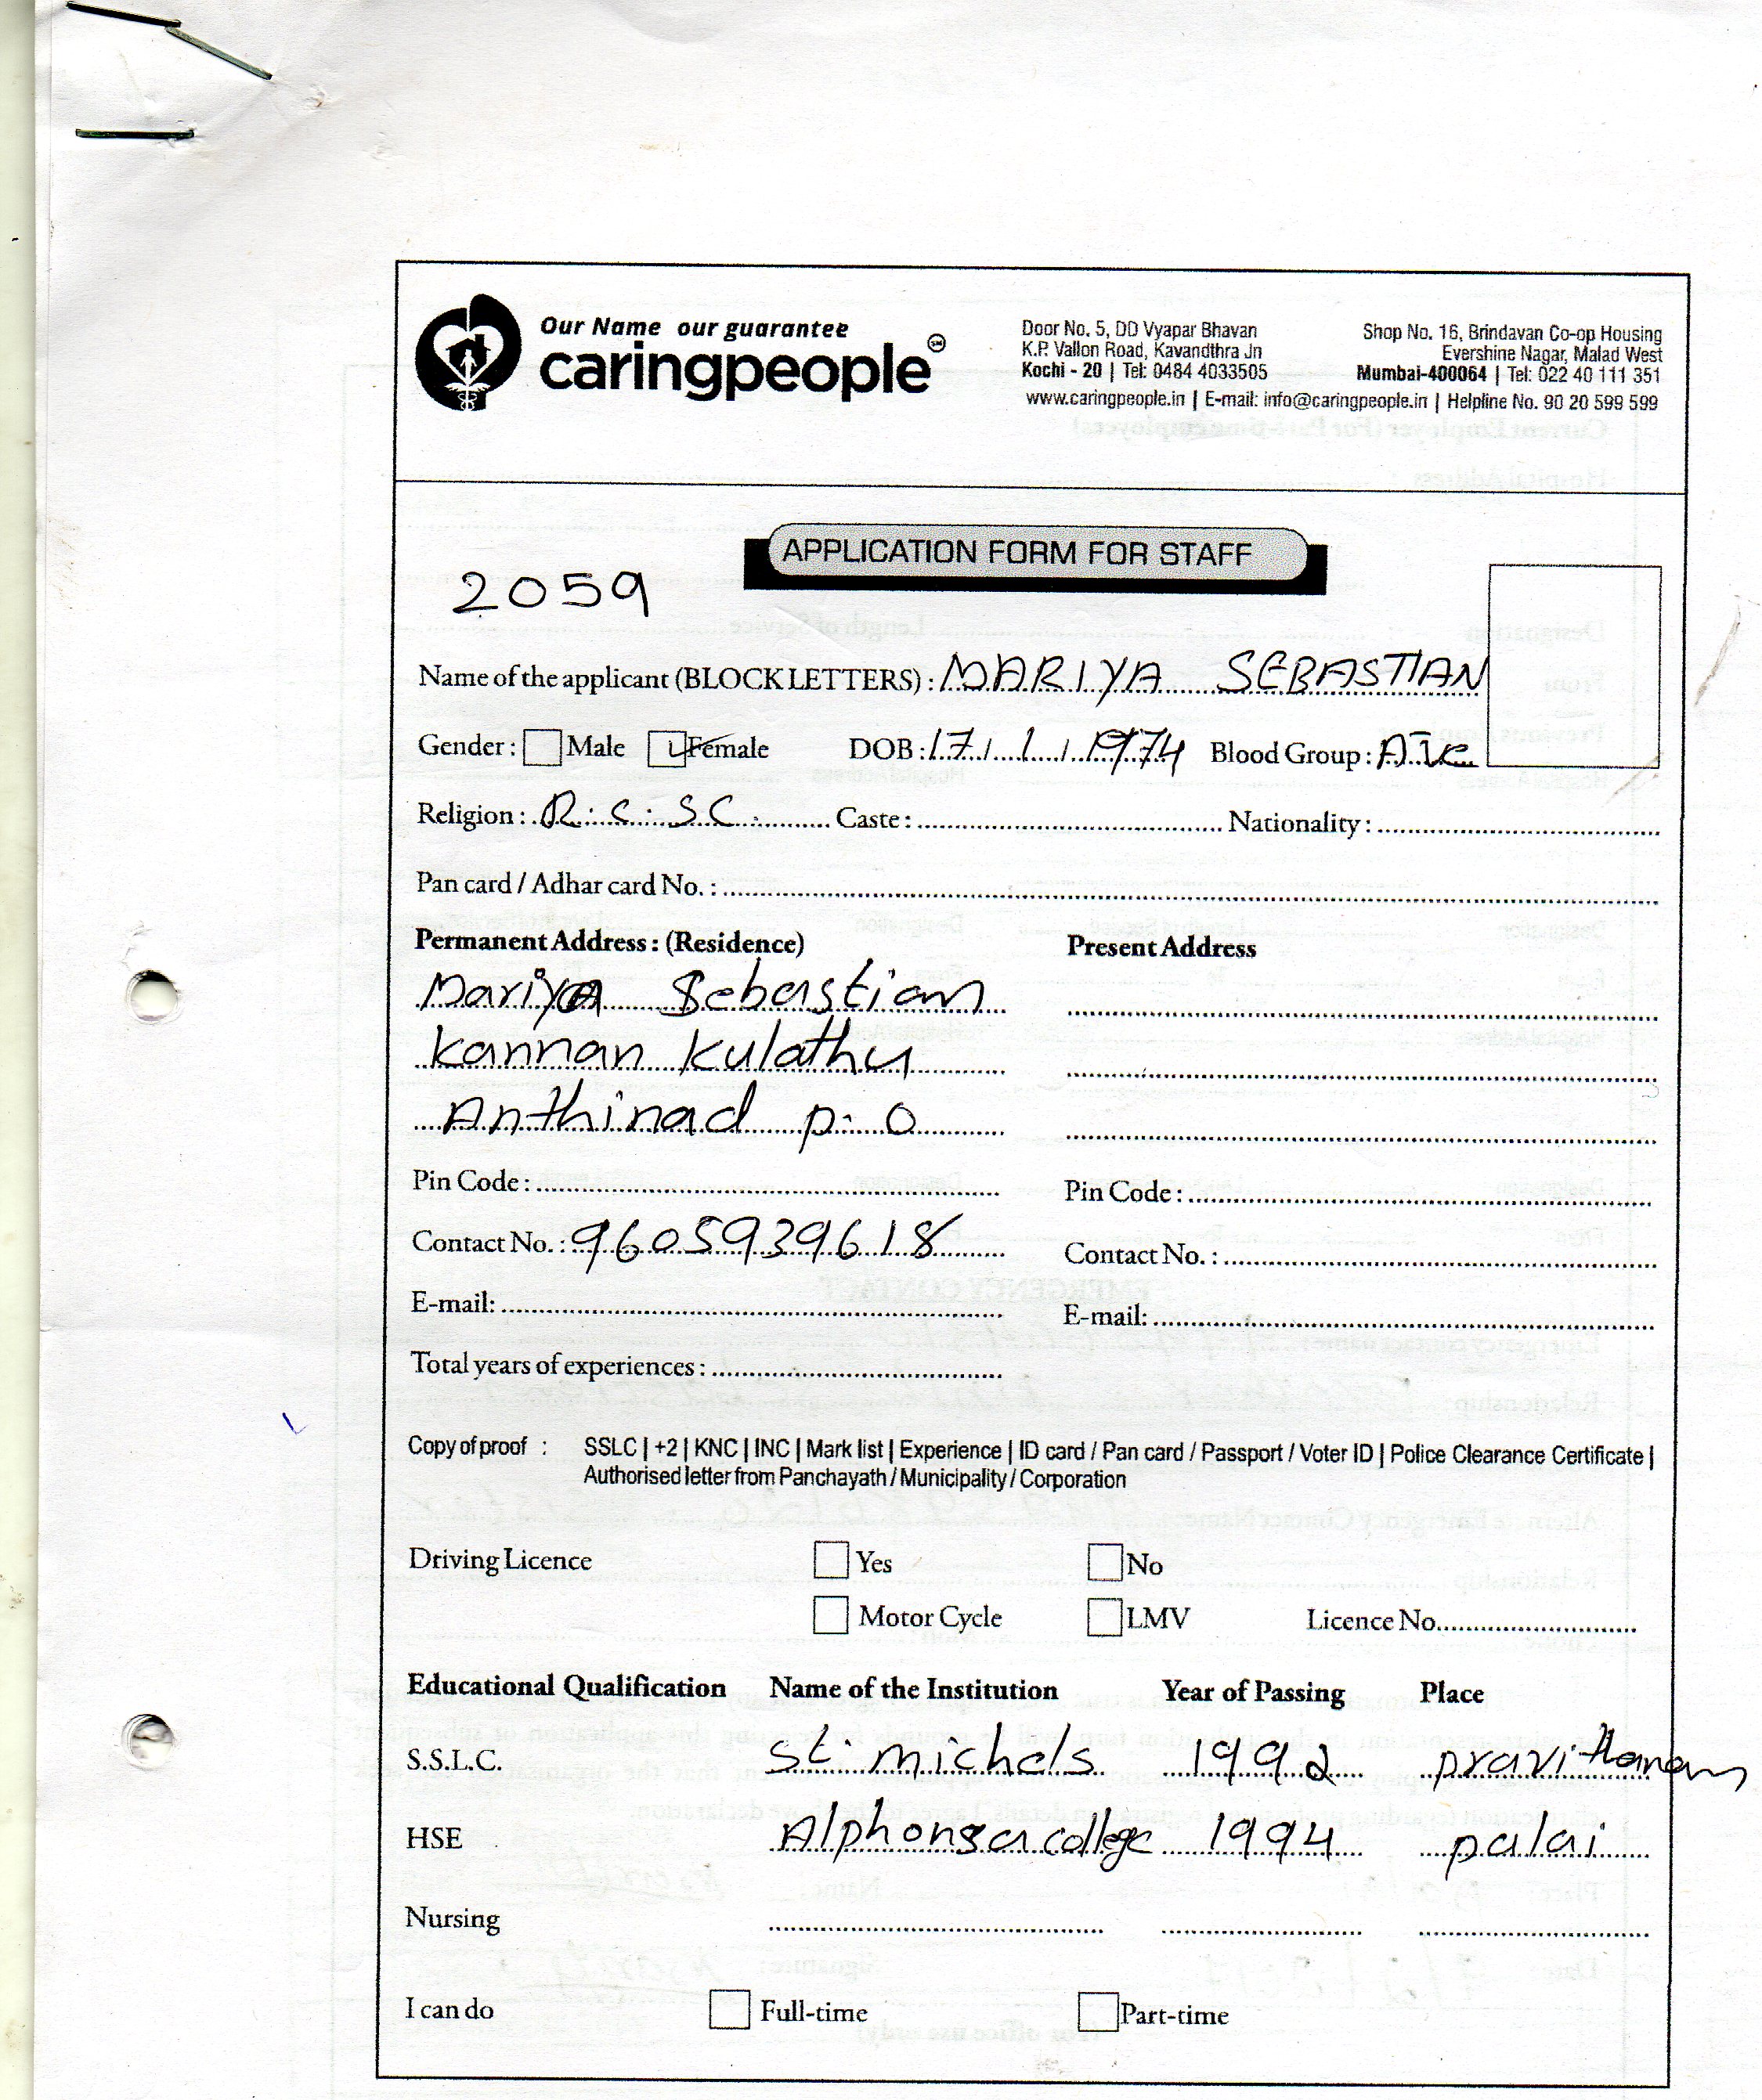 Our Name our guarantee
caringpeople SM
Door No. 5, DD Vyapar Bhavan
K.P. Vallon Road, Kavandthra Jn
Kochi - 20 | Tel: 0484 4033505
Shop No. 16, Brindavan Co-op Housing
Evershine Nagar, Malad West
Mumbai-400064 | Tel: 022 40 111 351
www.caringpeople.in | E-mail: info@caringpeople.in | Helpline No. 90 20 599 599
APPLICATION FORM FOR STAFF
2059
Name of the applicant (BLOCK LETTERS) : MARIYA SEBASTIAN
Gender : Male Female DOB : 17 / 1 / 1974 Blood Group : A
Religion : R.C.S.C. Caste : Nationality :
Pan card / Adhar card No. :
Permanent Address : (Residence) Present Address
Mariya Sebastian
Kannan Kulathu
Anthinad p.o
Pin Code : Pin Code :
Contact No. : 9605939618 Contact No. :
E-mail: E-mail:
Total years of experiences :
Copy of proof : SSLC | +2 | KNC | INC | Mark list | Experience | ID card / Pan card / Passport / Voter ID | Police Clearance Certificate |
Authorised letter from Panchayath / Municipality / Corporation
Driving Licence Yes No
Motor Cycle LMV Licence No.
Educational Qualification Name of the Institution Year of Passing Place
S.S.L.C. St. michels 1992 pravithanam
HSE Alphonsa college 1994 palai
Nursing
I can do Full-time Part-time